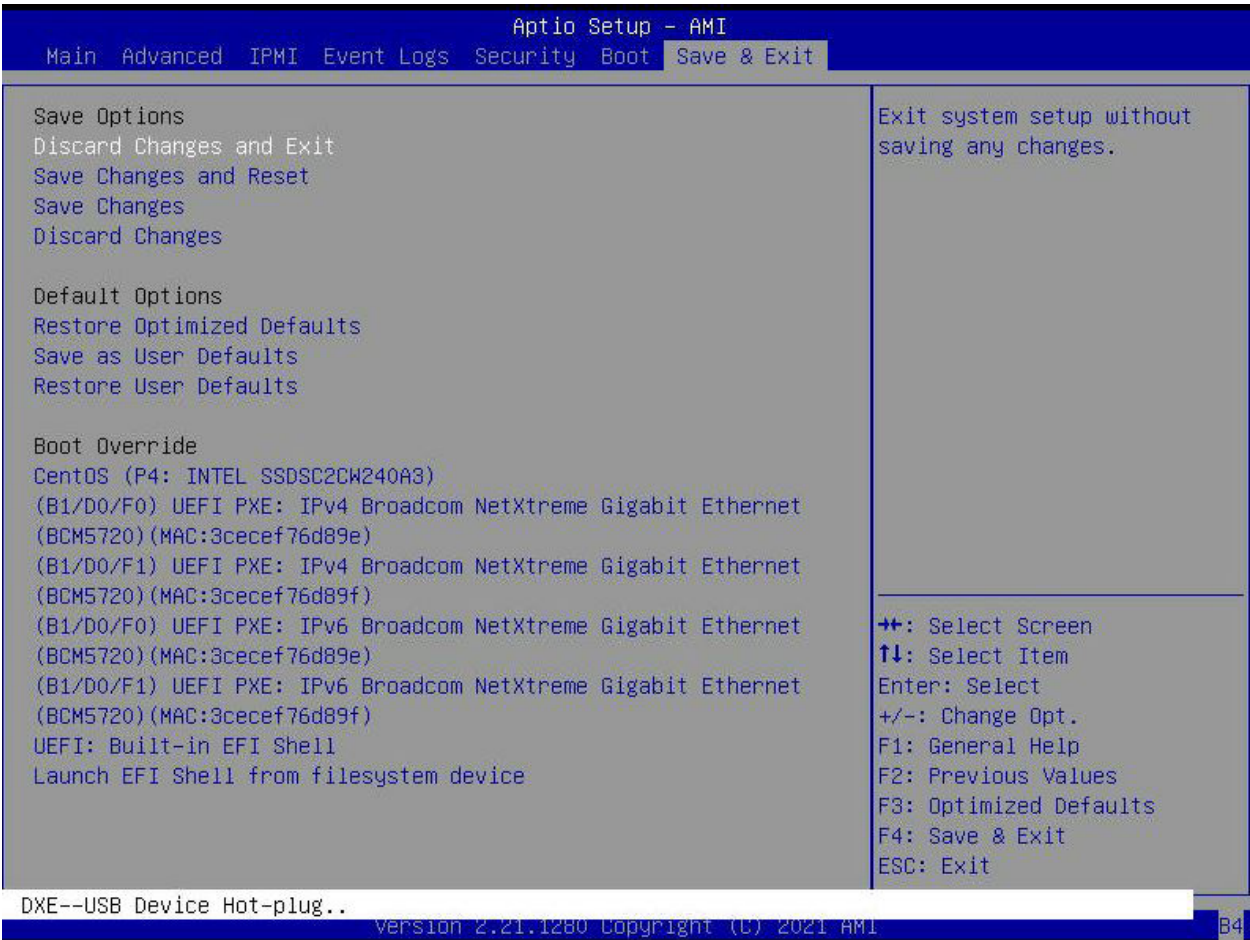 Aptio Setup – AMI
Main Advanced IPMI Event Logs Security Boot Save & Exit
Save Options
Discard Changes and Exit
Save Changes and Reset
Save Changes
Discard Changes
Default Options
Restore Optimized Defaults
Save as User Defaults
Restore User Defaults
Boot Override
CentOS (P4: INTEL SSDSC2CW240A3)
(B1/D0/F0) UEFI PXE: IPv4 Broadcom NetXtreme Gigabit Ethernet
(BCM5720)(MAC:3cecef76d89e)
(B1/D0/F1) UEFI PXE: IPv4 Broadcom NetXtreme Gigabit Ethernet
(BCM5720)(MAC:3cecef76d89f)
(B1/D0/F0) UEFI PXE: IPv6 Broadcom NetXtreme Gigabit Ethernet
(BCM5720)(MAC:3cecef76d89e)
(B1/D0/F1) UEFI PXE: IPv6 Broadcom NetXtreme Gigabit Ethernet
(BCM5720)(MAC:3cecef76d89f)
UEFI: Built-in EFI Shell
Launch EFI Shell from filesystem device
Exit system setup without
saving any changes.
→←: Select Screen
↑↓: Select Item
Enter: Select
+/-: Change Opt.
F1: General Help
F2: Previous Values
F3: Optimized Defaults
F4: Save & Exit
ESC: Exit
DXE--USB Device Hot-plug..
Version 2.21.1280 Copyright (C) 2021 AMI
B4